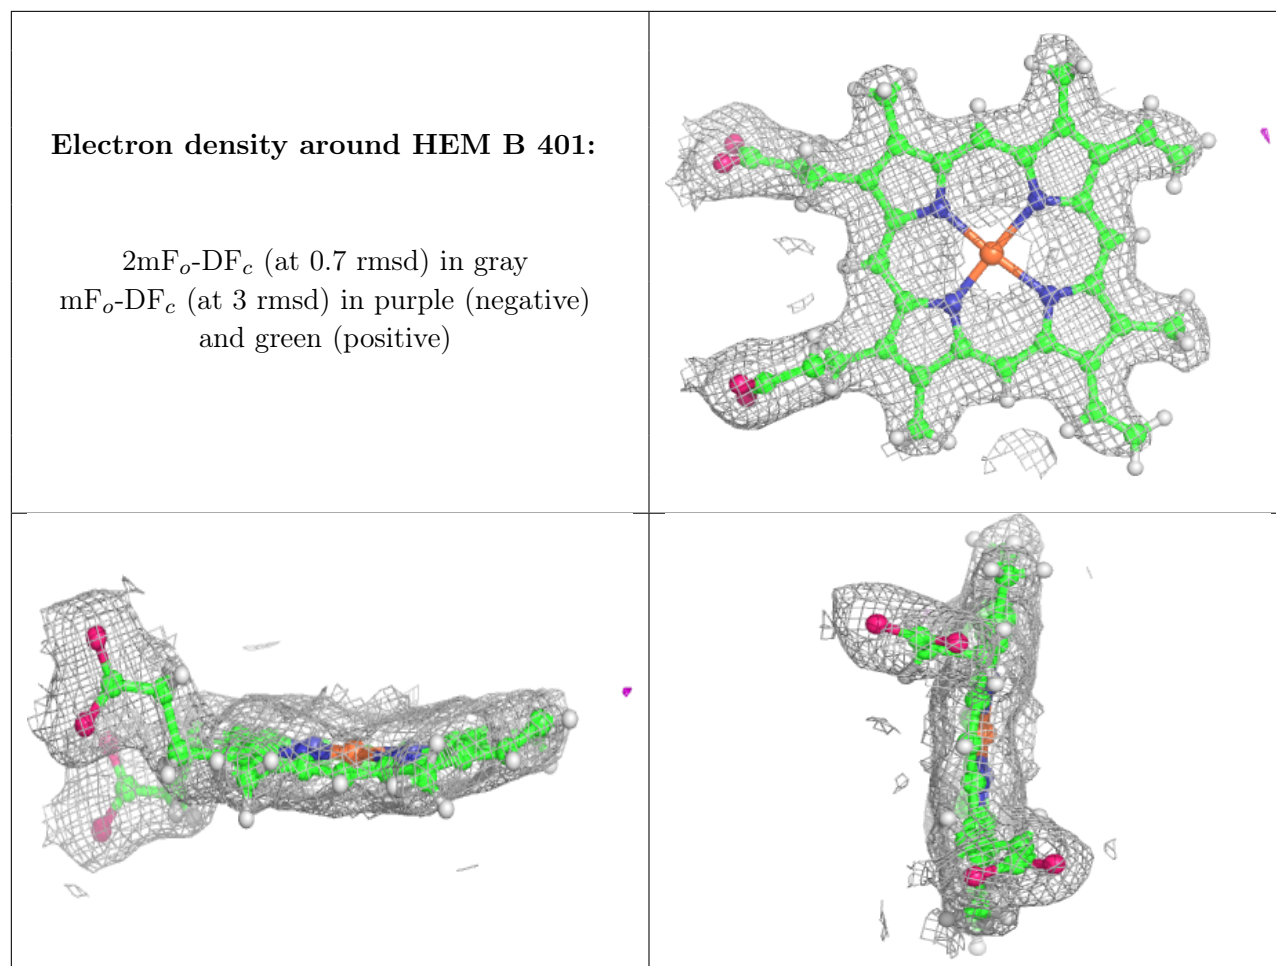 Electron density around HEM B 401:
2mFo-DFc (at 0.7 rmsd) in gray
mFo-DFc (at 3 rmsd) in purple (negative)
and green (positive)